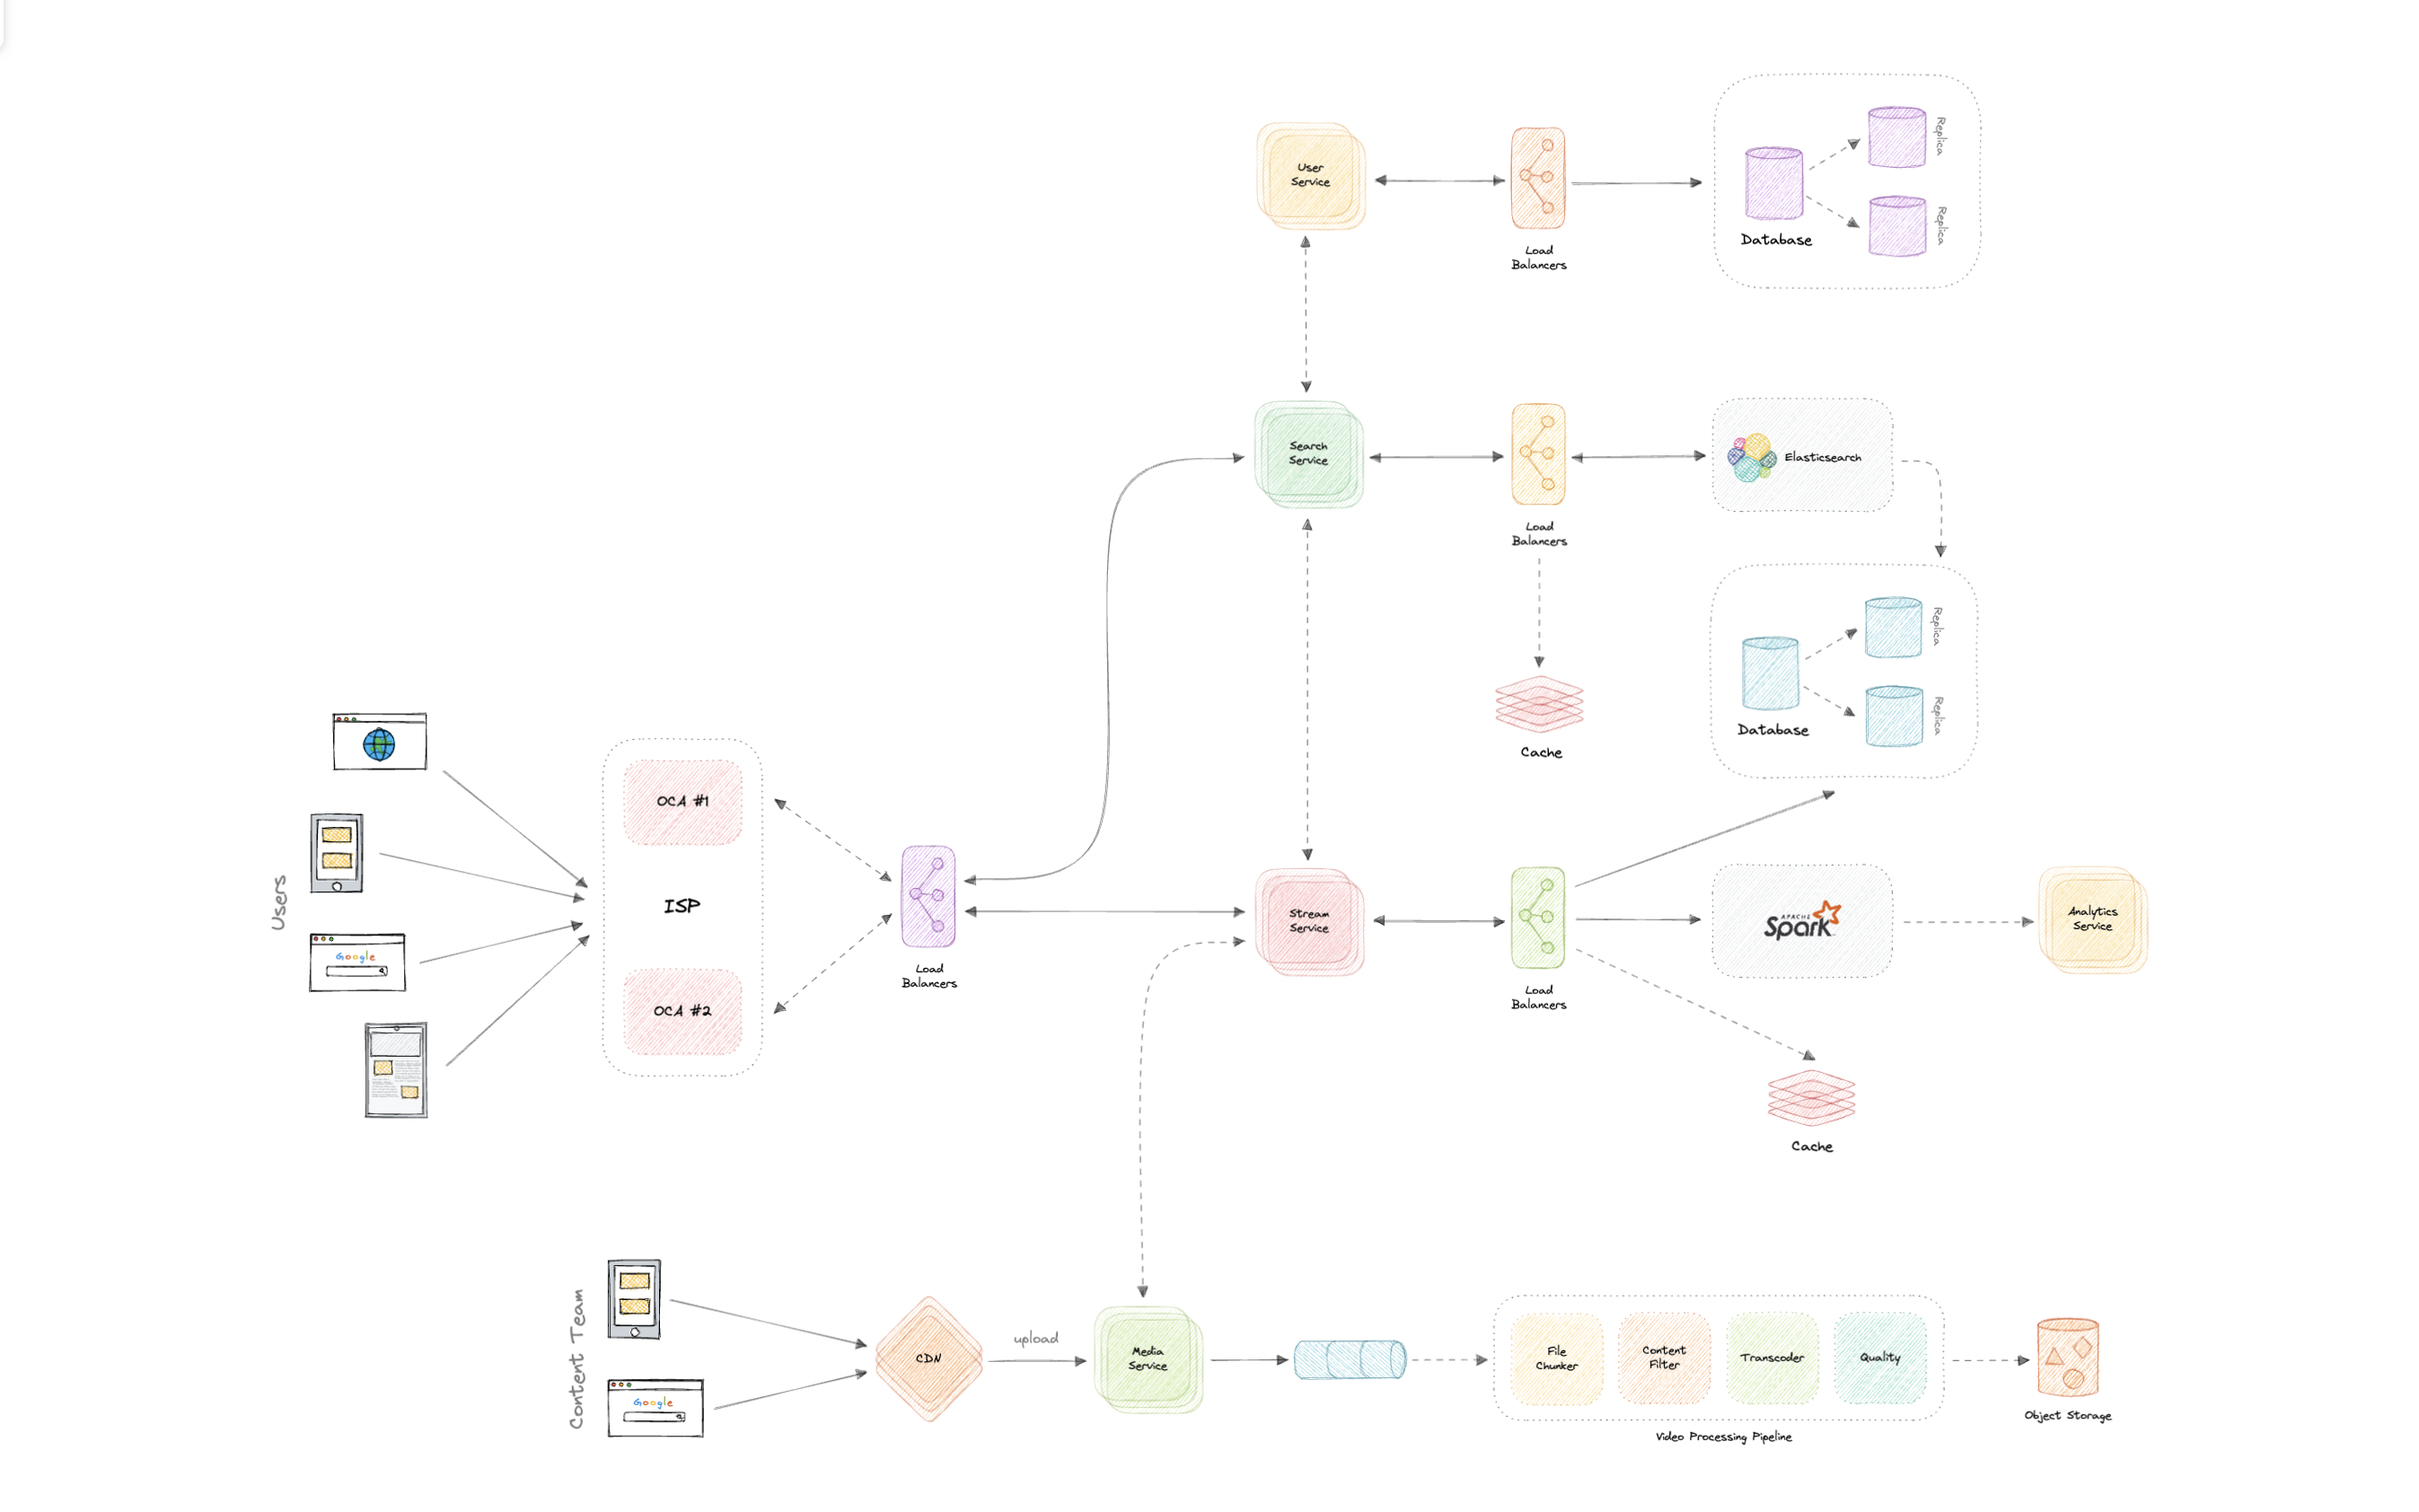 User
Service
Load
Balancers
Database
Replica
Replica
Search
Service
Load
Balancers
Elasticsearch
Cache
Database
Replica
Replica
Users
Google
OCA #1
ISP
OCA #2
Load
Balancers
Stream
Service
Load
Balancers
APACHE
Spark
Analytics
Service
Cache
Content Team
Google
CDN
upload
Media
Service
File
Chunker
Content
Filter
Transcoder
Quality
Video Processing Pipeline
Object Storage